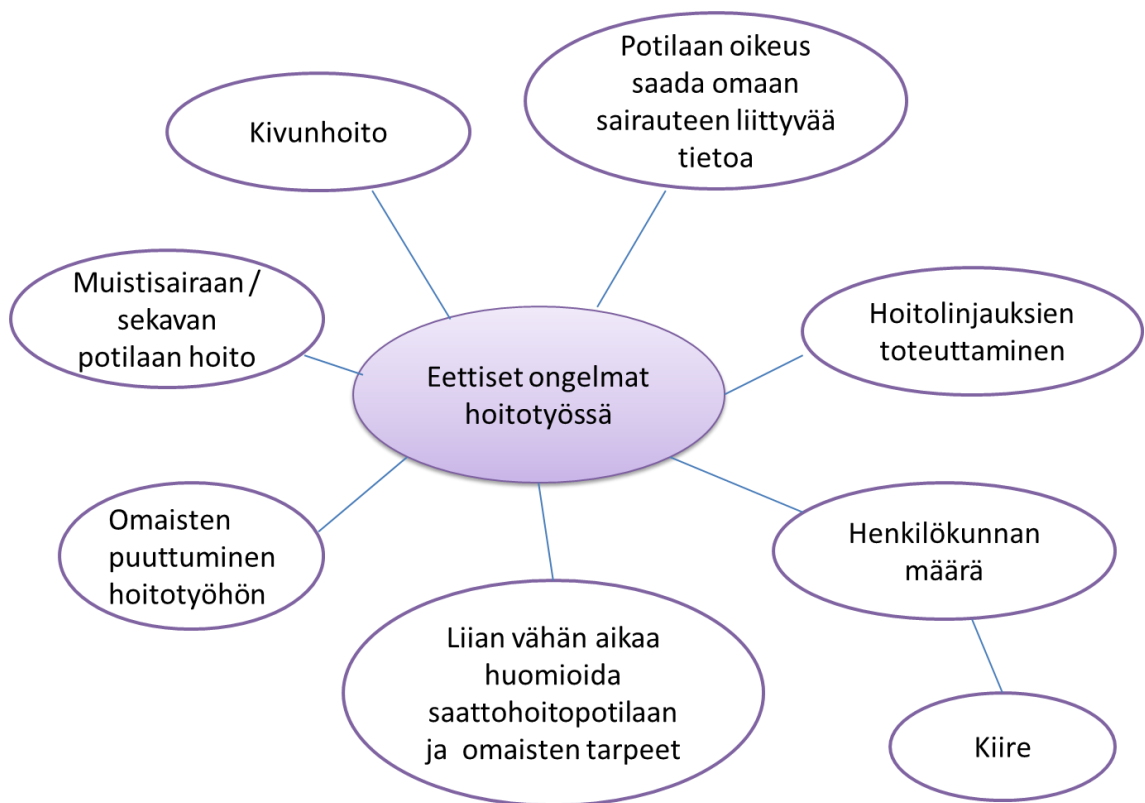 Potilaan oikeus
saada omaan
sairauteen liittyvää
tietoa
Kivunhoito
Muistisairaan /
sekavan
potilaan hoito
Hoitolinjauksien
toteuttaminen
Eettiset ongelmat
hoitotyössä
Omaisten
puuttuminen
hoitotyöhön
Henkilökunnan
määrä
Liian vähän aikaa
huomioida
saattohoitopotilaan
ja omaisten tarpeet
Kiire